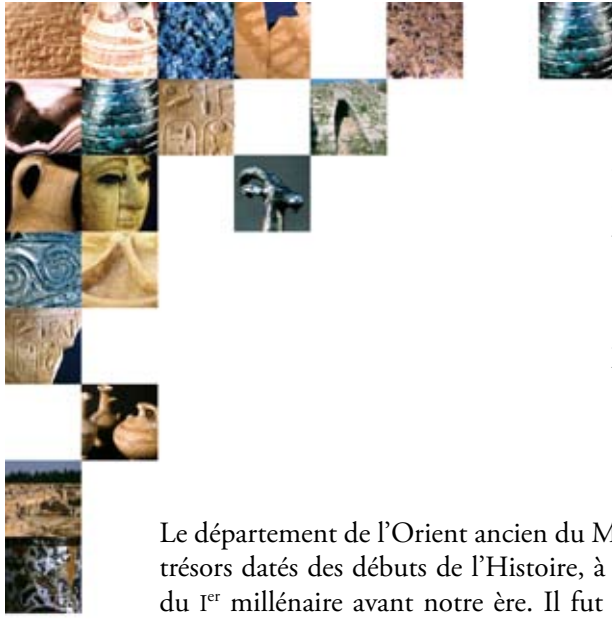 Le département de l’Orient ancien du
trésors datés des débuts de l’Histoire, à
du Iᵉʳ millénaire avant notre ère. Il fut